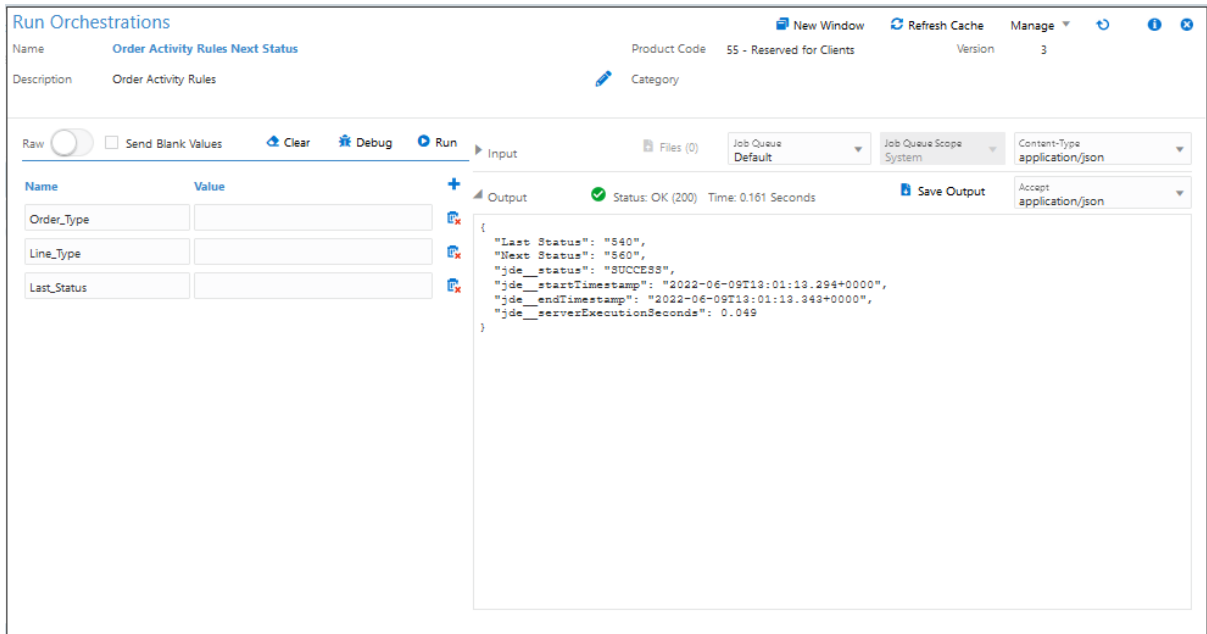 Run Orchestrations
New Window Refresh Cache Manage
Name Order Activity Rules Next Status Product Code 55 - Reserved for Clients Version 3
Description Order Activity Rules Category
Raw Send Blank Values Clear Debug Run
Input Files (0) Job Queue Default Job Queue Scope System Content-Type application/json
Name Value
Output Status: OK (200) Time: 0.161 Seconds Save Output Accept application/json
Order_Type
Line_Type
Last_Status
{
"Last Status": "540",
"Next Status": "560",
"jde__status": "SUCCESS",
"jde__startTimestamp": "2022-06-09T13:01:13.294+0000",
"jde__endTimestamp": "2022-06-09T13:01:13.343+0000",
"jde__serverExecutionSeconds": 0.049
}